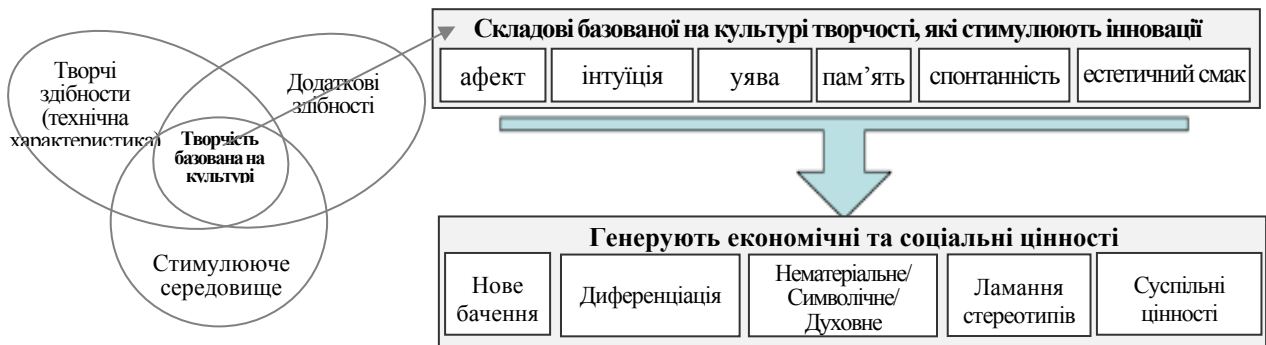 Творчі
здібности
(технічна
характеристика)
Додаткові
здібності
Творчість
базована на
культурі
Стимулююче
середовище
Складові базованої на культурі творчості, які стимулюють інновації
афект
інтуїція
уява
пам’ять
спонтанність
естетичний смак
Генерують економічні та соціальні цінності
Нове
бачення
Диференціація
Нематеріальне/
Символічне/
Духовне
Ламання
стереотипів
Суспільні
цінності